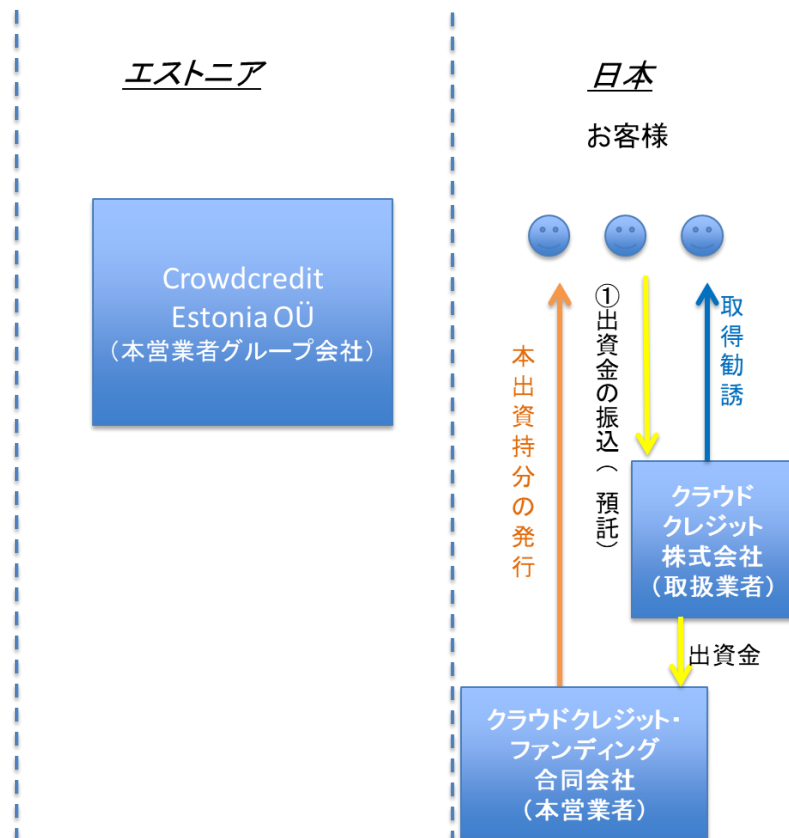 エストニア
日本
お客様
Crowdcredit
Estonia OÜ
（本営業者グループ会社）
本出資持分の発行
①出資金の振込（ 預託）
取得勧誘
クラウド
クレジット
株式会社
（取扱業者）
出資金
クラウドクレジット・
ファンディング
合同会社
（本営業者）